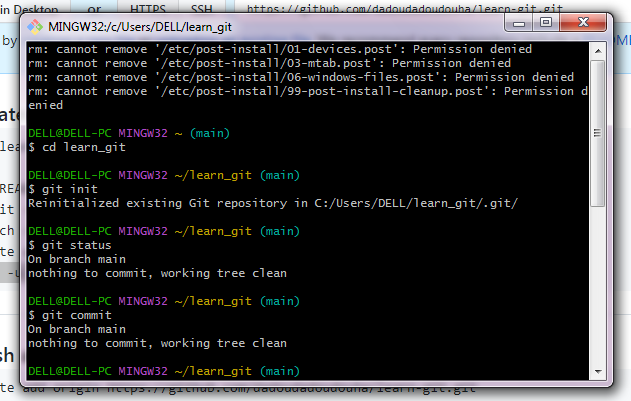 in Desktop or HTTPS SSH https://github.com/dadoudadoudouha/learn-git.git
MINGW32:/c/Users/DELL/learn_git
rm: cannot remove '/etc/post-install/01-devices.post': Permission denied
rm: cannot remove '/etc/post-install/03-mtab.post': Permission denied
rm: cannot remove '/etc/post-install/06-windows-files.post': Permission denied
rm: cannot remove '/etc/post-install/99-post-install-cleanup.post': Permission d
enied
DELL@DELL-PC MINGW32 ~ (main)
$ cd learn_git
DELL@DELL-PC MINGW32 ~/learn_git (main)
$ git init
Reinitialized existing Git repository in C:/Users/DELL/learn_git/.git/
DELL@DELL-PC MINGW32 ~/learn_git (main)
$ git status
On branch main
nothing to commit, working tree clean
DELL@DELL-PC MINGW32 ~/learn_git (main)
$ git commit
On branch main
nothing to commit, working tree clean
DELL@DELL-PC MINGW32 ~/learn_git (main)
te add origin https://github.com/dadoudadoudouha/learn-git.git